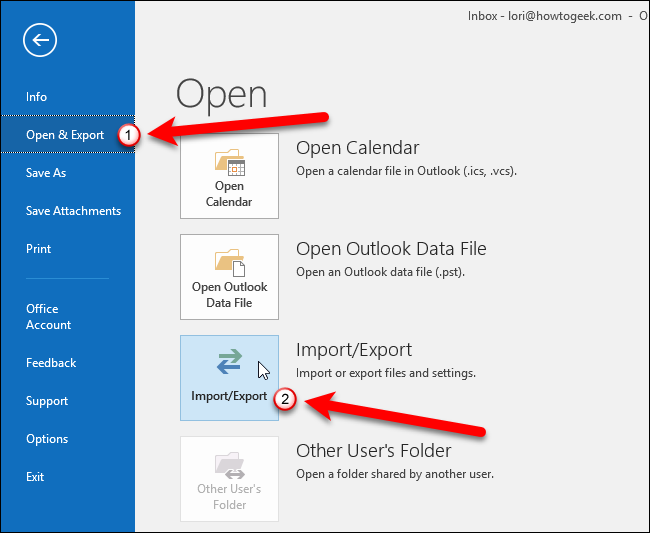 Inbox - lori@howtogeek.com - O
Info
Open & Export
1
Save As
Save Attachments
Print
Office
Account
Feedback
Support
Options
Exit
Open
Open
Calendar
Open Calendar
Open a calendar file in Outlook (.ics, .vcs).
Open Outlook
Data File
Open Outlook Data File
Open an Outlook data file (.pst).
Import/Export
2
Import/Export
Import or export files and settings.
Other User's
Folder
Other User's Folder
Open a folder shared by another user.